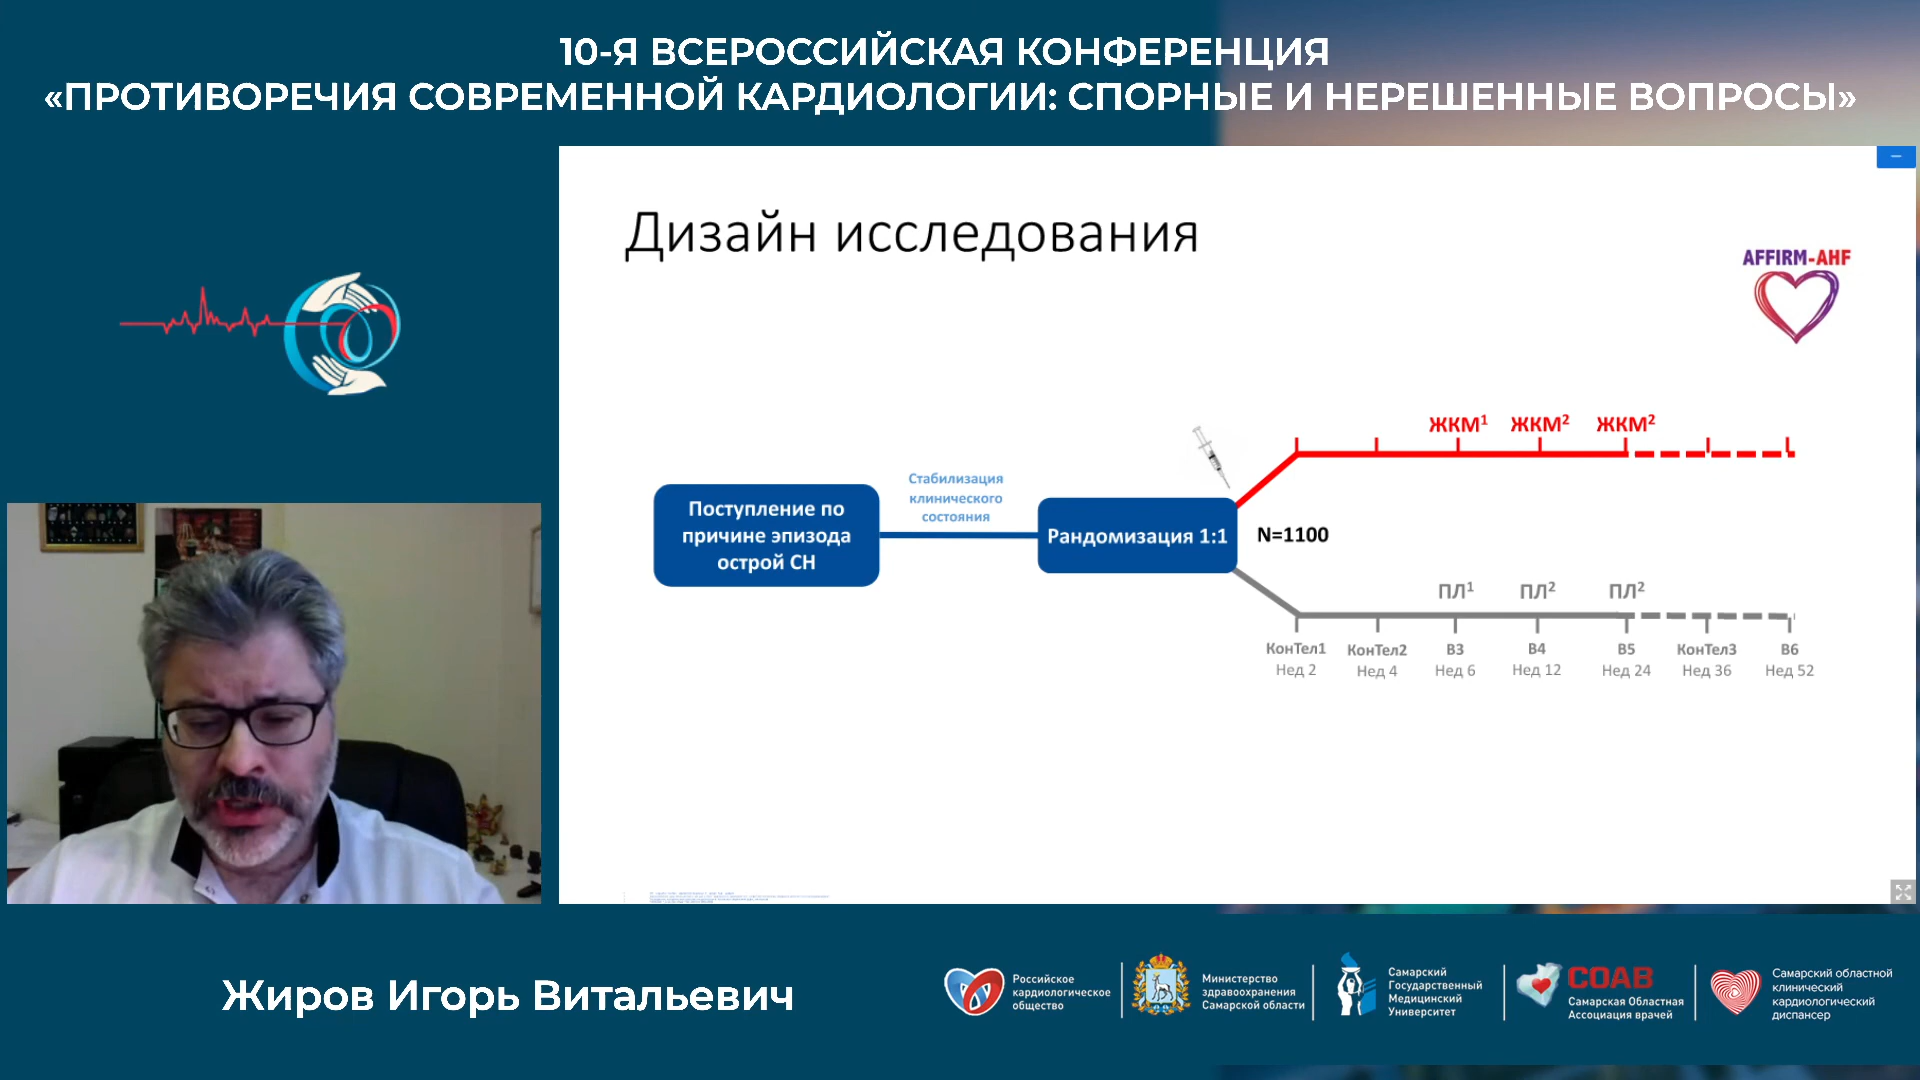 10-Я ВСЕРОССИЙСКАЯ КОНФЕРЕНЦИЯ
«ПРОТИВОРЕЧИЯ СОВРЕМЕННОЙ КАРДИОЛОГИИ: СПОРНЫЕ И НЕРЕШЕННЫЕ ВОПРОСЫ»
Дизайн исследования
AFFIRM-AHF
ЖКМ¹ ЖКМ² ЖКМ²
Стабилизация
клинического
состояния
Поступление по
причине эпизода
острой СН
Рандомизация 1:1
N=1100
ПЛ¹ ПЛ² ПЛ²
КонТел1 КонТел2 В3 В4 В5 КонТел3 В6
Нед 2 Нед 4 Нед 6 Нед 12 Нед 24 Нед 36 Нед 52
Жиров Игорь Витальевич
Российское
кардиологическое
общество
Министерство
здравоохранения
Самарской области
Самарский
Государственный
Медицинский
Университет
СОАВ
Самарская Областная
Ассоциация врачей
Самарский областной
клинический
кардиологический
диспансер